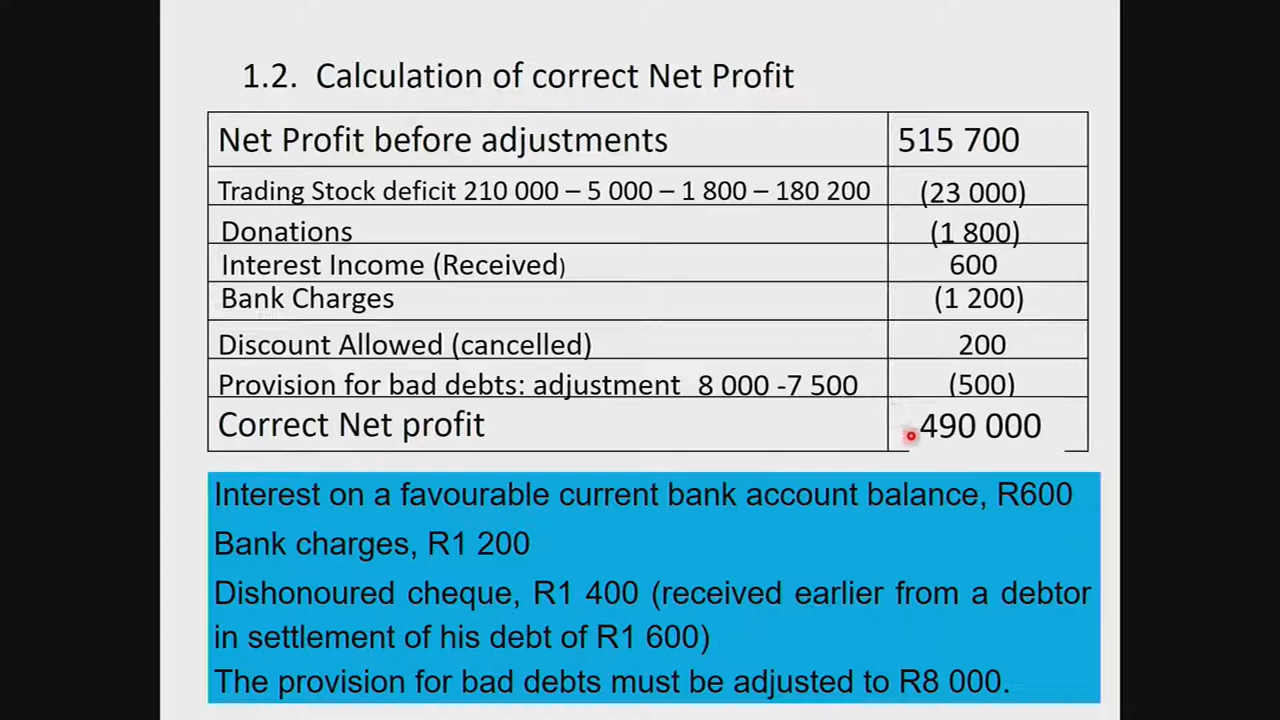 1.2. Calculation of correct Net Profit
Net Profit before adjustments 515 700
Trading Stock deficit 210 000 – 5 000 – 1 800 – 180 200 (23 000)
Donations (1 800)
Interest Income (Received) 600
Bank Charges (1 200)
Discount Allowed (cancelled) 200
Provision for bad debts: adjustment 8 000 -7 500 (500)
Correct Net profit 490 000
Interest on a favourable current bank account balance, R600
Bank charges, R1 200
Dishonoured cheque, R1 400 (received earlier from a debtor
in settlement of his debt of R1 600)
The provision for bad debts must be adjusted to R8 000.